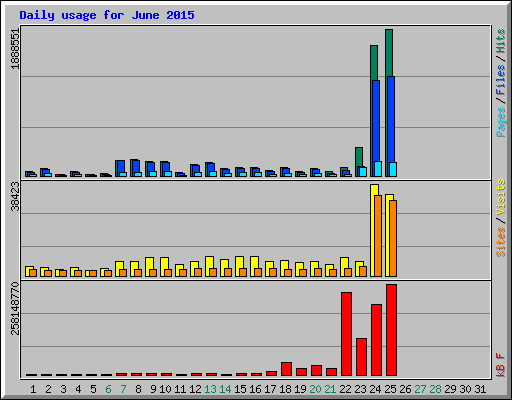 Daily usage for June 2015
1888551
Pages / Files / Hits
38423
Sites / Visits
258148770
kB F
1 2 3 4 5 6 7 8 9 10 11 12 13 14 15 16 17 18 19 20 21 22 23 24 25 26 27 28 29 30 31